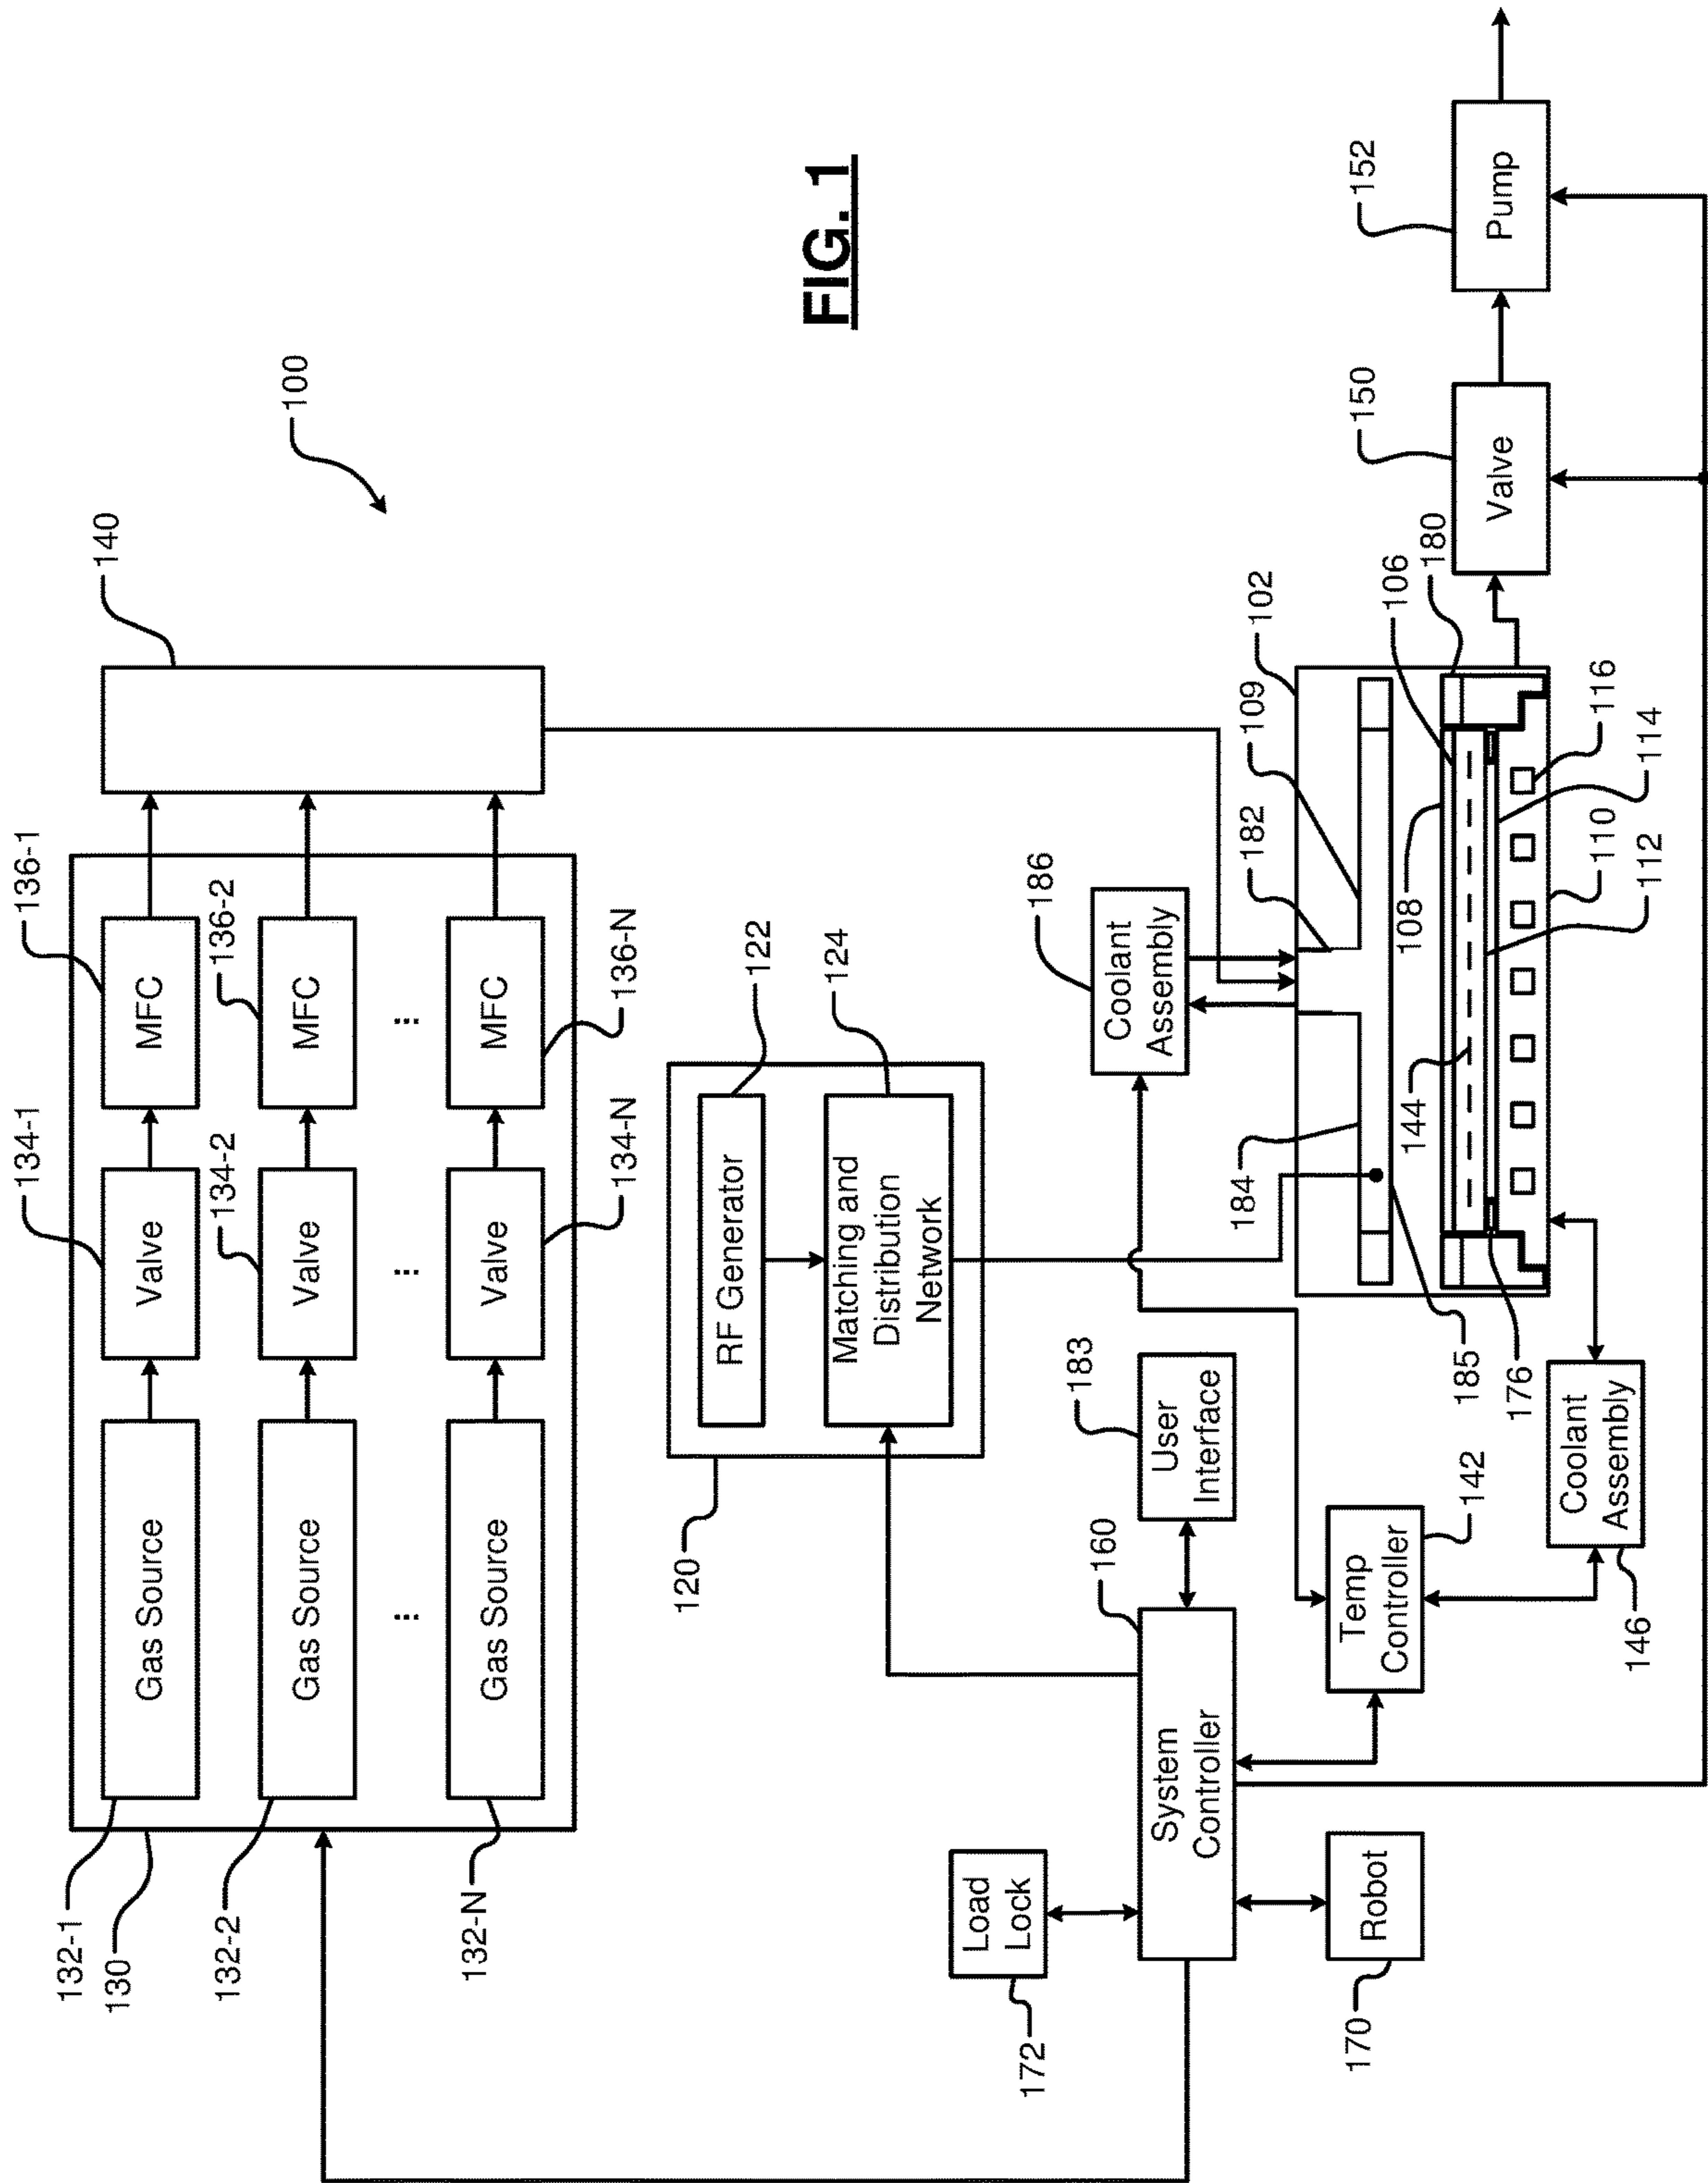 132-1
130
132-2
132-N
Gas Source
Gas Source
...
Gas Source
134-1
134-2
134-N
Valve
Valve
...
Valve
136-1
136-2
136-N
MFC
MFC
...
MFC
140
100
120
RF Generator
122
Matching and
Distribution
Network
124
FIG. 1
172
Load
Lock
160
System
Controller
183
User
Interface
170
Robot
Temp
Controller
142
146
Coolant
Assembly
186
Coolant
Assembly
182
109
102
184
185
176
144
108
106
180
112
110
114
116
150
Valve
152
Pump